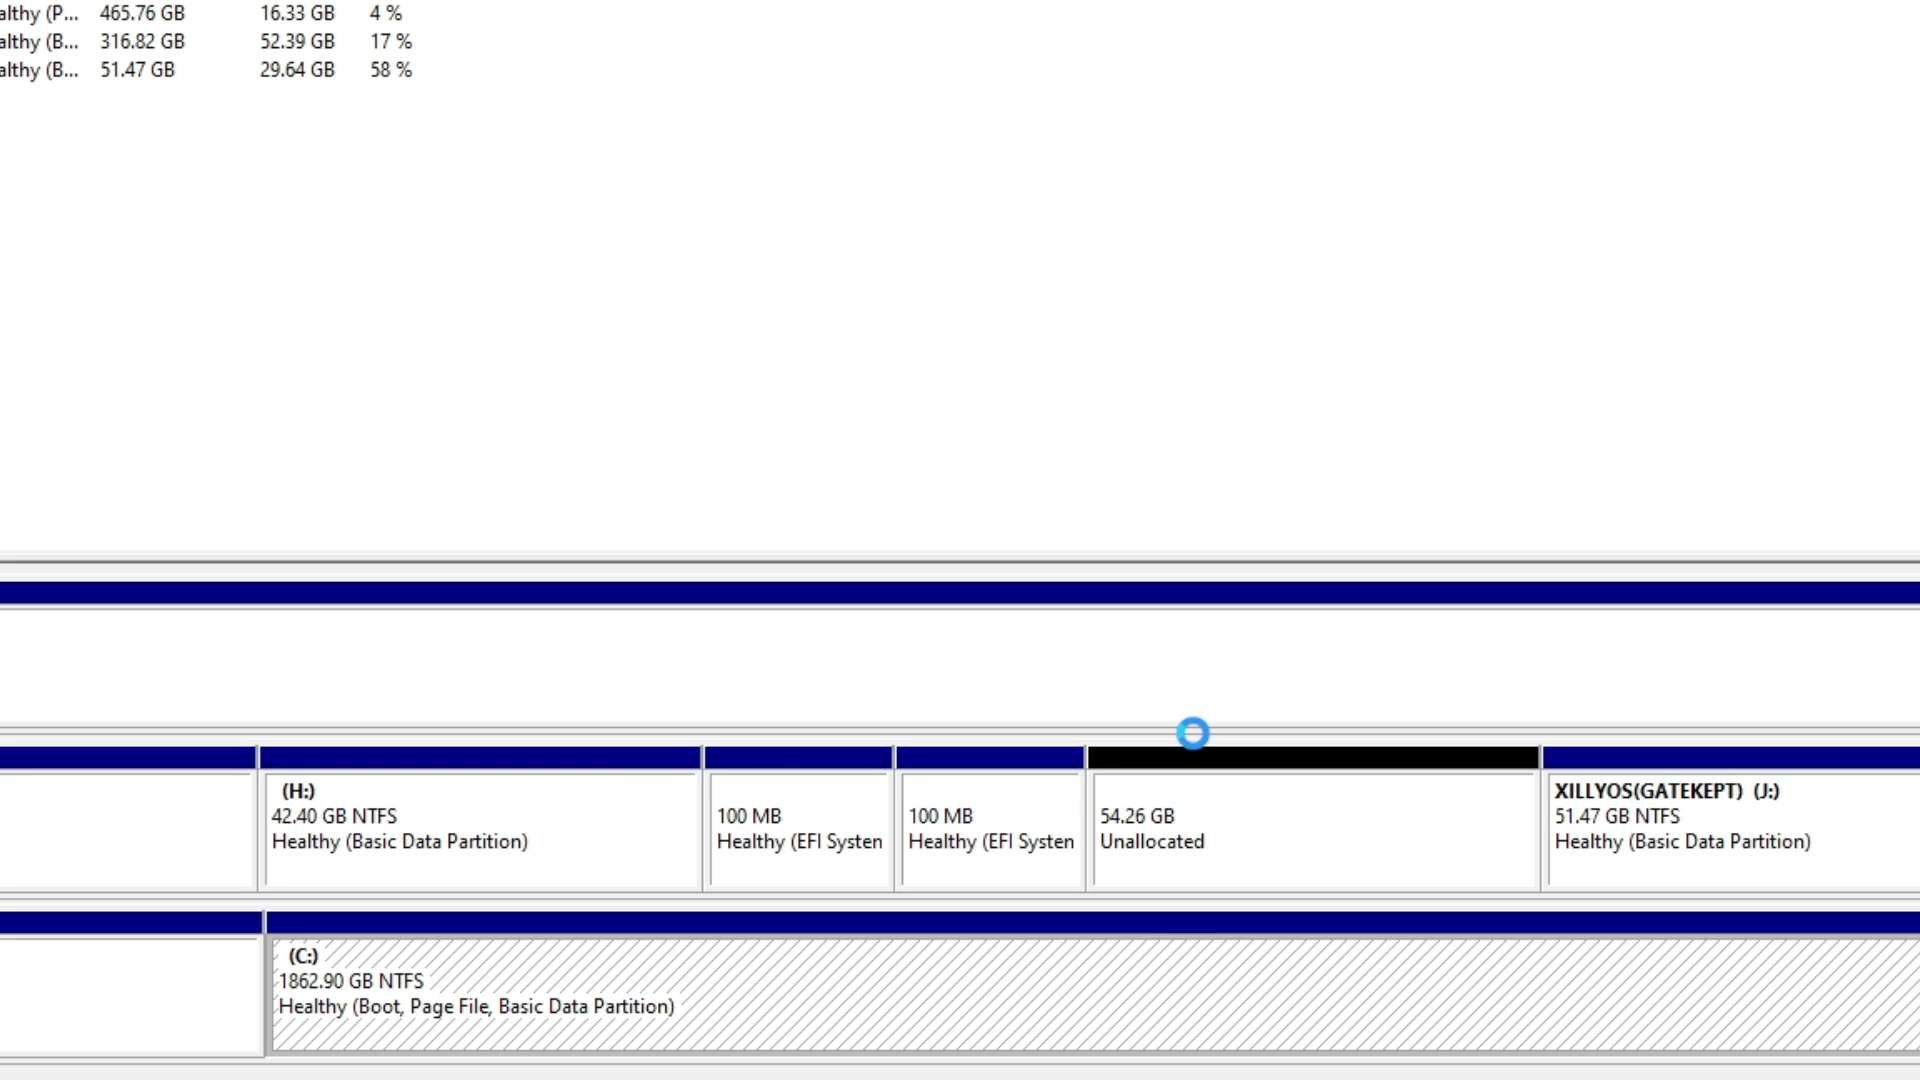 althy (P... 465.76 GB 16.33 GB 4 %
althy (B... 316.82 GB 52.39 GB 17 %
althy (B... 51.47 GB 29.64 GB 58 %
(H:)
42.40 GB NTFS
Healthy (Basic Data Partition)
100 MB
Healthy (EFI Systen
100 MB
Healthy (EFI Systen
54.26 GB
Unallocated
XILLYOS(GATEKEPT) (J:)
51.47 GB NTFS
Healthy (Basic Data Partition)
(C:)
1862.90 GB NTFS
Healthy (Boot, Page File, Basic Data Partition)